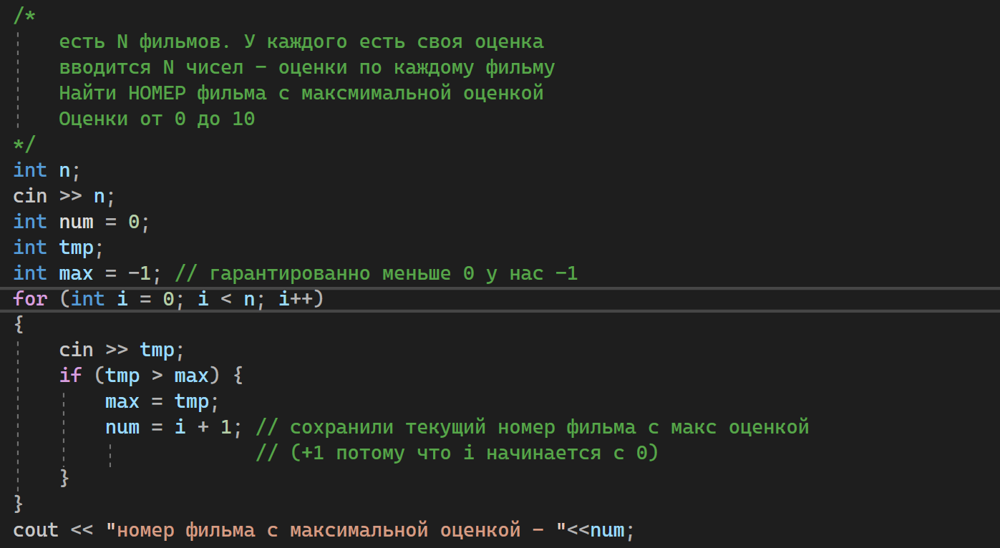 /*
есть N фильмов. У каждого есть своя оценка
вводится N чисел - оценки по каждому фильму
Найти НОМЕР фильма с максмимальной оценкой
Оценки от 0 до 10
*/
int n;
cin >> n;
int num = 0;
int tmp;
int max = -1; // гарантированно меньше 0 у нас -1
for (int i = 0; i < n; i++)
{
cin >> tmp;
if (tmp > max) {
max = tmp;
num = i + 1; // сохранили текущий номер фильма с макс оценкой
// (+1 потому что i начинается с 0)
}
}
cout << "номер фильма с максимальной оценкой - "<<num;